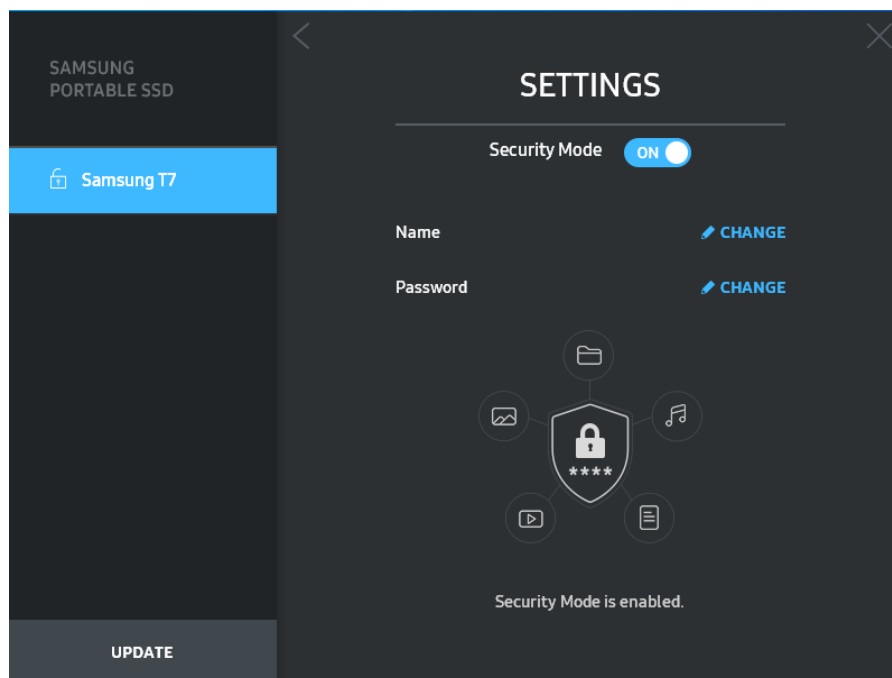 SAMSUNG
PORTABLE SSD
Samsung T7
UPDATE
SETTINGS
Security Mode ON
Name CHANGE
Password CHANGE
****
Security Mode is enabled.